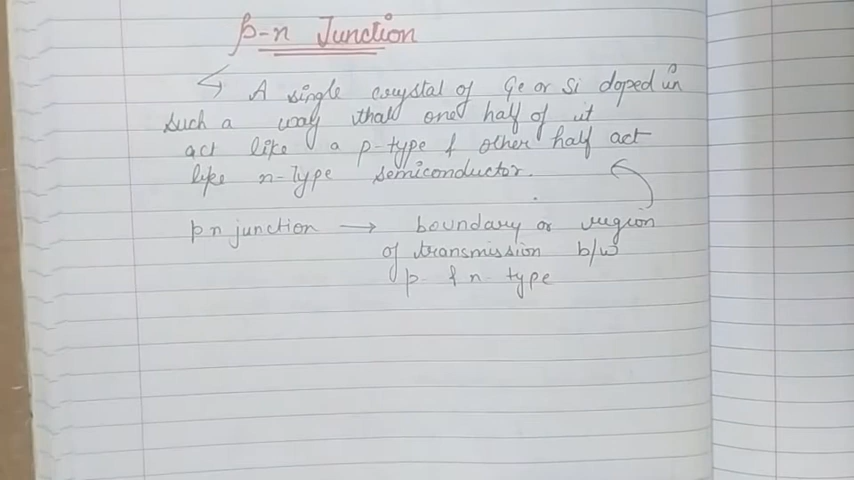 p-n Junction
A single crystal of Ge or Si doped in
such a way that one half of it
act like a p-type & other half act
like n-type semiconductor.
pn junction → boundary or region
of transmission b/w
p- & n-type